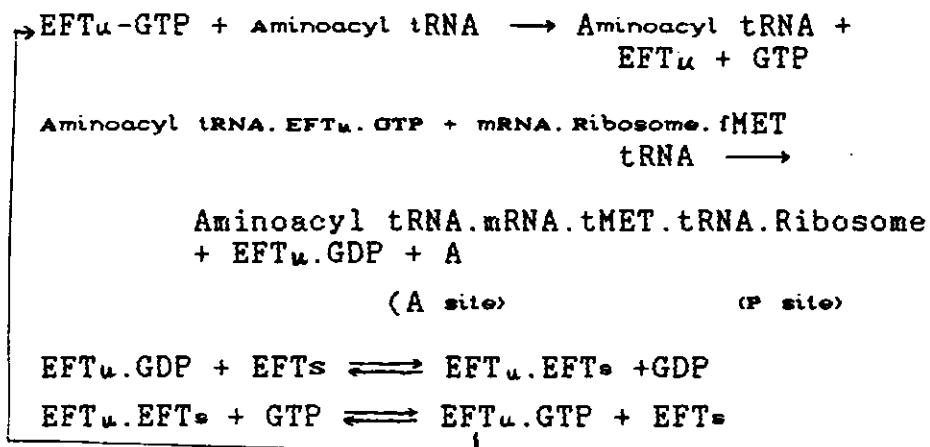 →EFTu-GTP + Aminoacyl tRNA → Aminoacyl tRNA +
EFTu + GTP
Aminoacyl tRNA. EFTu. GTP + mRNA. Ribosome. fMET
tRNA →
Aminoacyl tRNA.mRNA.tMET.tRNA.Ribosome
+ EFTu.GDP + A
(A site) (P site)
EFTu.GDP + EFTs ⇌ EFTu.EFTs +GDP
EFTu.EFTs + GTP ⇌ EFTu.GTP + EFTs